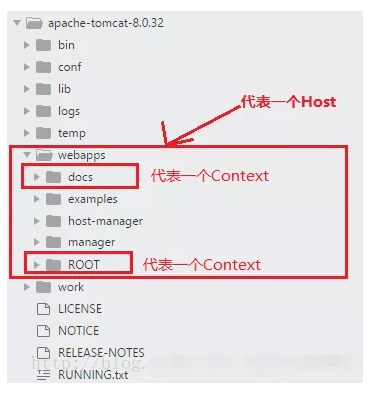 apache-tomcat-8.0.32
bin
conf
lib
logs
代表一个Host
temp
webapps
docs
代表一个Context
examples
host-manager
manager
ROOT
代表一个Context
work
LICENSE
NOTICE
RELEASE-NOTES
http://blog.
RUNNING.txt